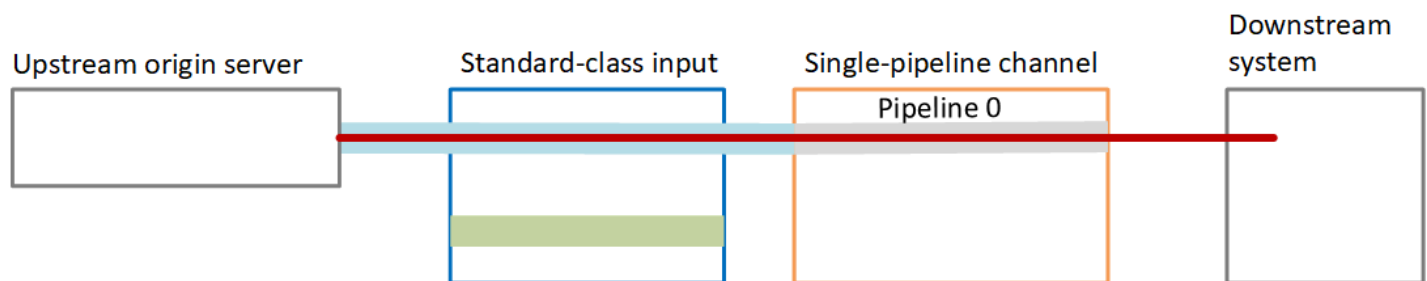 Upstream origin server
Standard-class input
Single-pipeline channel
Downstream
system
Pipeline 0